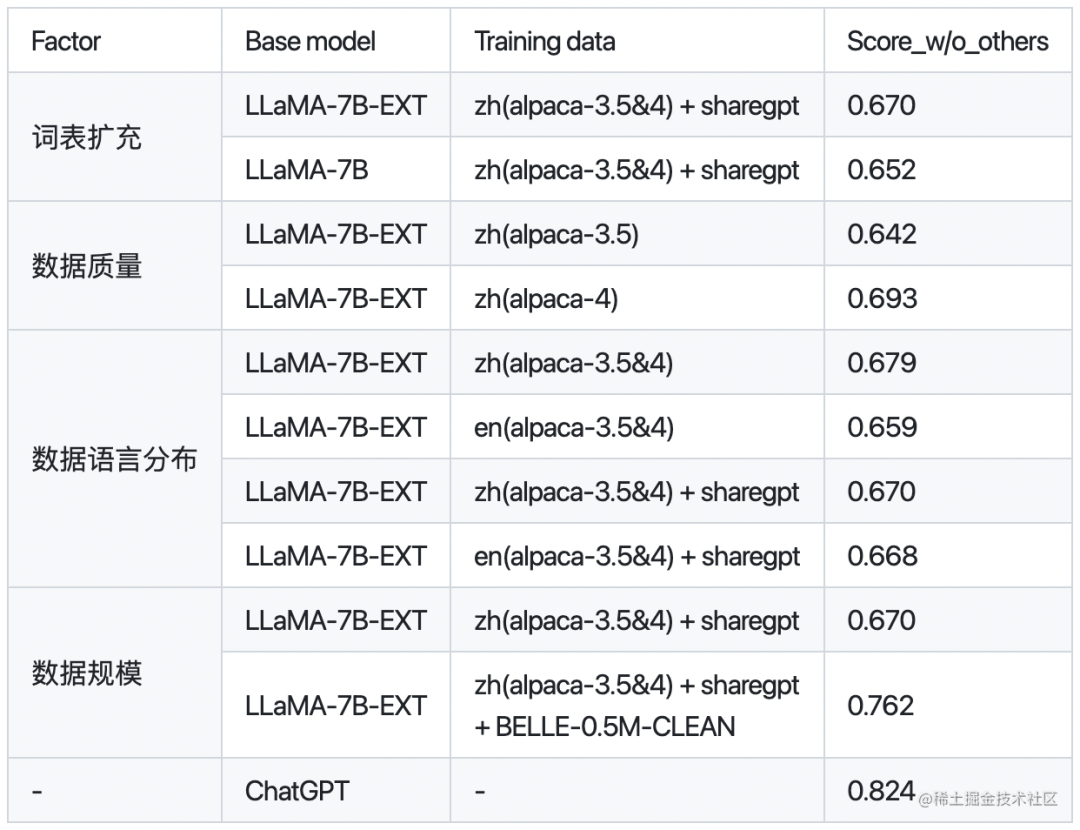 Factor Base model Training data Score_w/o_others
词表扩充 LLaMA-7B-EXT zh(alpaca-3.5&4) + sharegpt 0.670
LLaMA-7B zh(alpaca-3.5&4) + sharegpt 0.652
数据质量 LLaMA-7B-EXT zh(alpaca-3.5) 0.642
LLaMA-7B-EXT zh(alpaca-4) 0.693
数据语言分布 LLaMA-7B-EXT zh(alpaca-3.5&4) 0.679
LLaMA-7B-EXT en(alpaca-3.5&4) 0.659
LLaMA-7B-EXT zh(alpaca-3.5&4) + sharegpt 0.670
LLaMA-7B-EXT en(alpaca-3.5&4) + sharegpt 0.668
数据规模 LLaMA-7B-EXT zh(alpaca-3.5&4) + sharegpt 0.670
LLaMA-7B-EXT zh(alpaca-3.5&4) + sharegpt
+ BELLE-0.5M-CLEAN 0.762
- ChatGPT - 0.824
@稀土掘金技术社区